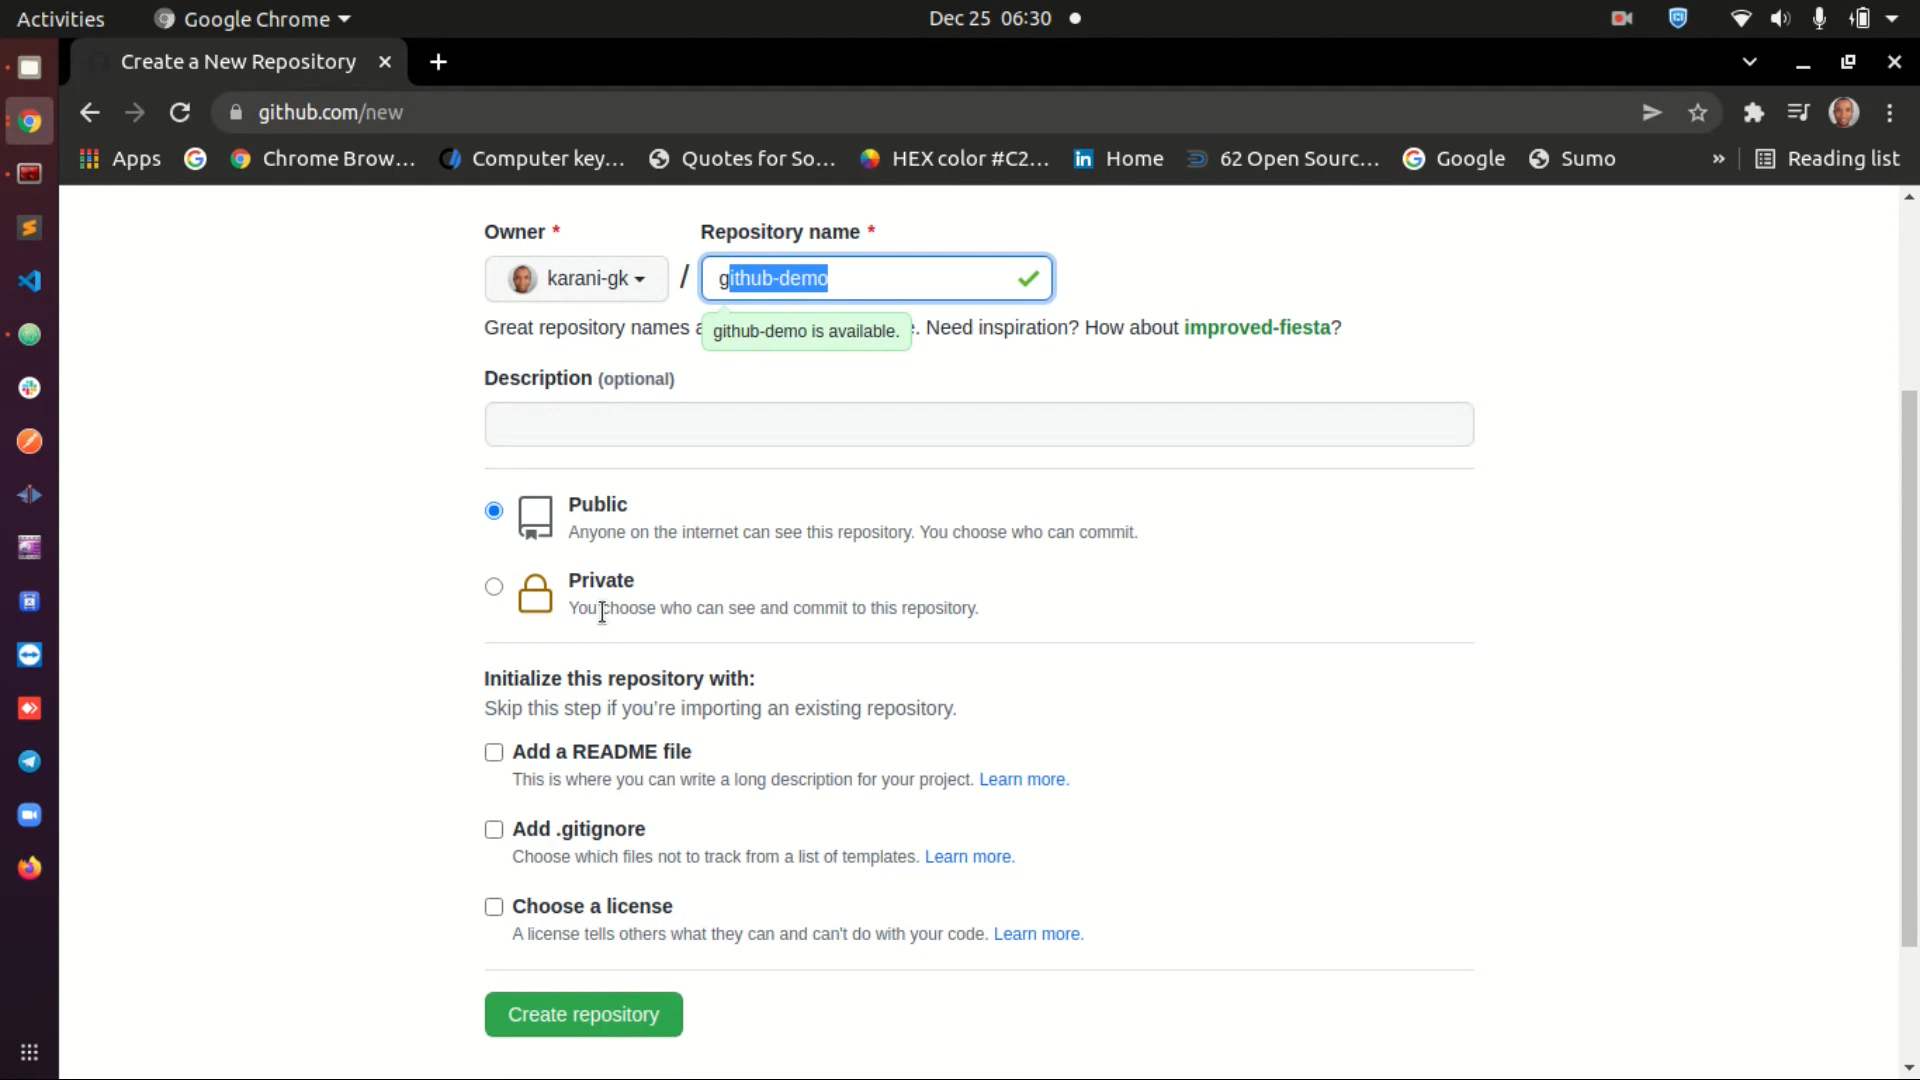 Activities Google Chrome Dec 25 06:30
Create a New Repository
github.com/new
Apps Chrome Brow... Computer key,... Quotes for So... HEX color #C2... Home 62 Open Sourc... Google Sumo » Reading list
Owner * Repository name *
karani-gk / github-demo
Great repository names a . Need inspiration? How about improved-fiesta?
github-demo is available.
Description (optional)
Public
Anyone on the internet can see this repository. You choose who can commit.
Private
You choose who can see and commit to this repository.
Initialize this repository with:
Skip this step if you're importing an existing repository.
Add a README file
This is where you can write a long description for your project. Learn more.
Add .gitignore
Choose which files not to track from a list of templates. Learn more.
Choose a license
A license tells others what they can and can't do with your code. Learn more.
Create repository